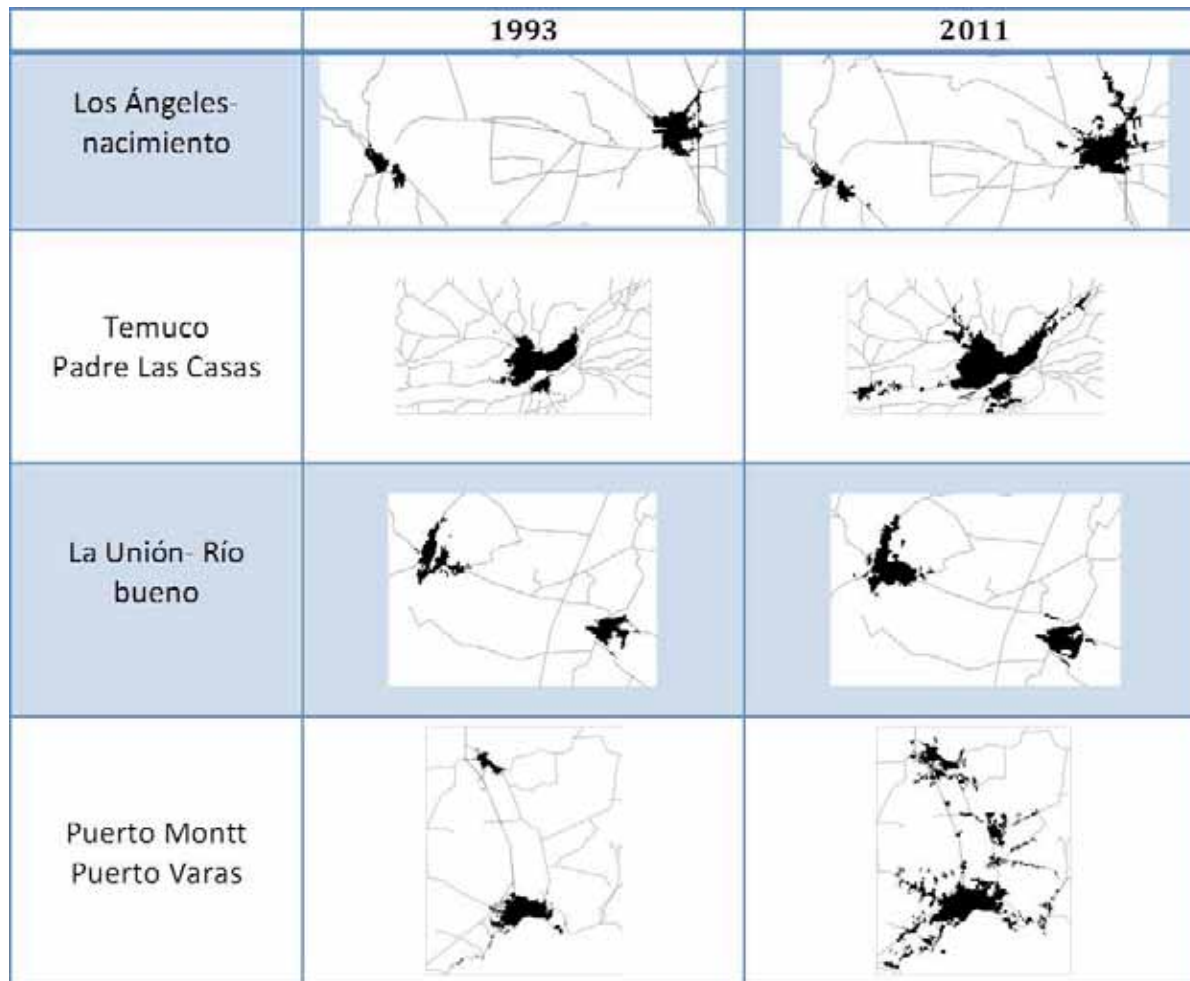 1993 2011
Los Ángeles-
nacimiento
Temuco
Padre Las Casas
La Unión- Río
bueno
Puerto Montt
Puerto Varas